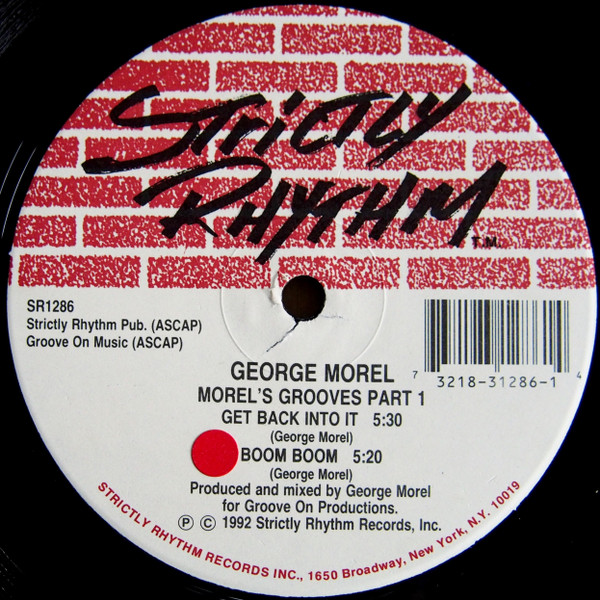 STRICTLY
RHYTHM
T.M.
SR1286
Strictly Rhythm Pub. (ASCAP)
Groove On Music (ASCAP)
7 3218-31286-1 4
GEORGE MOREL
MOREL'S GROOVES PART 1
GET BACK INTO IT 5:30
(George Morel)
BOOM BOOM 5:20
(George Morel)
Produced and mixed by George Morel
for Groove On Productions.
Ⓟ © 1992 Strictly Rhythm Records, Inc.
STRICTLY RHYTHM RECORDS INC., 1650 Broadway, New York, N.Y. 10019